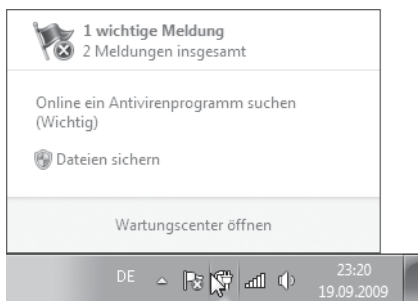 1 wichtige Meldung
2 Meldungen insgesamt
Online ein Antivirenprogramm suchen
(Wichtig)
Dateien sichern
Wartungscenter öffnen
DE
23:20
19.09.2009